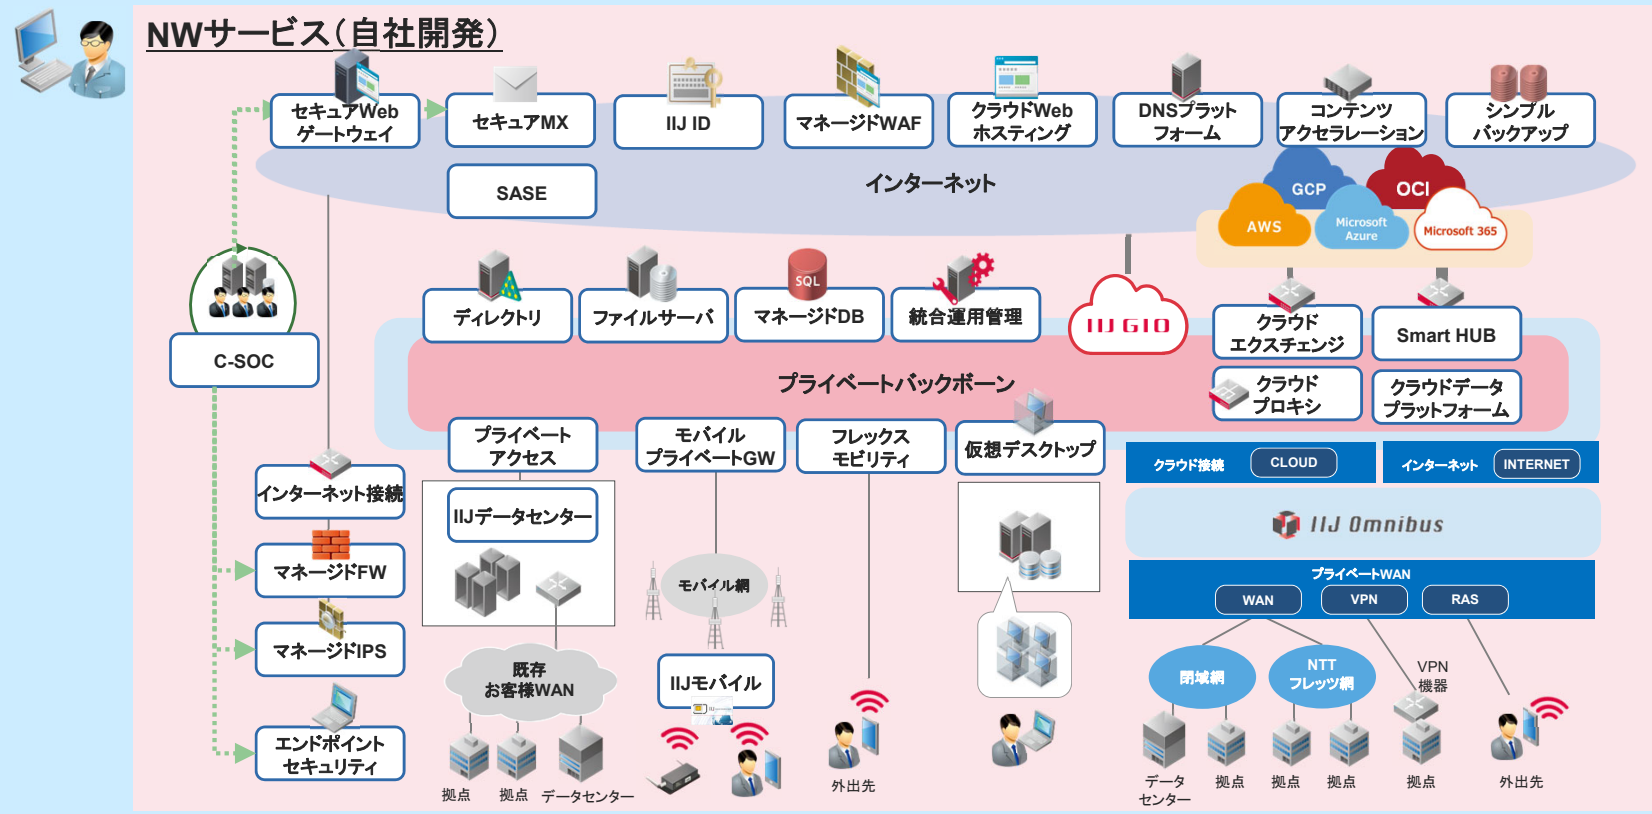 NWサービス（自社開発）
セキュアWeb
ゲートウェイ
セキュアMX
IIJ ID
マネージドWAF
クラウドWeb
ホスティング
DNSプラット
フォーム
コンテンツ
アクセラレーション
シンプル
バックアップ
SASE
インターネット
GCP
OCI
AWS
Microsoft
Azure
Microsoft 365
C-SOC
ディレクトリ
ファイルサーバ
SQL
マネージドDB
統合運用管理
IIJ GIO
クラウド
エクスチェンジ
Smart HUB
プライベートバックボーン
クラウド
プロキシ
クラウドデータ
プラットフォーム
プライベート
アクセス
モバイル
プライベートGW
フレックス
モビリティ
仮想デスクトップ
クラウド接続
CLOUD
インターネット
INTERNET
インターネット接続
IIJデータセンター
IIJ Omnibus
マネージドFW
モバイル網
プライベートWAN
WAN
VPN
RAS
マネージドIPS
既存
お客様WAN
IIJモバイル
閉域網
NTT
フレッツ網
VPN
機器
エンドポイント
セキュリティ
拠点
拠点
データセンター
外出先
データ
センター
拠点
拠点
拠点
拠点
外出先